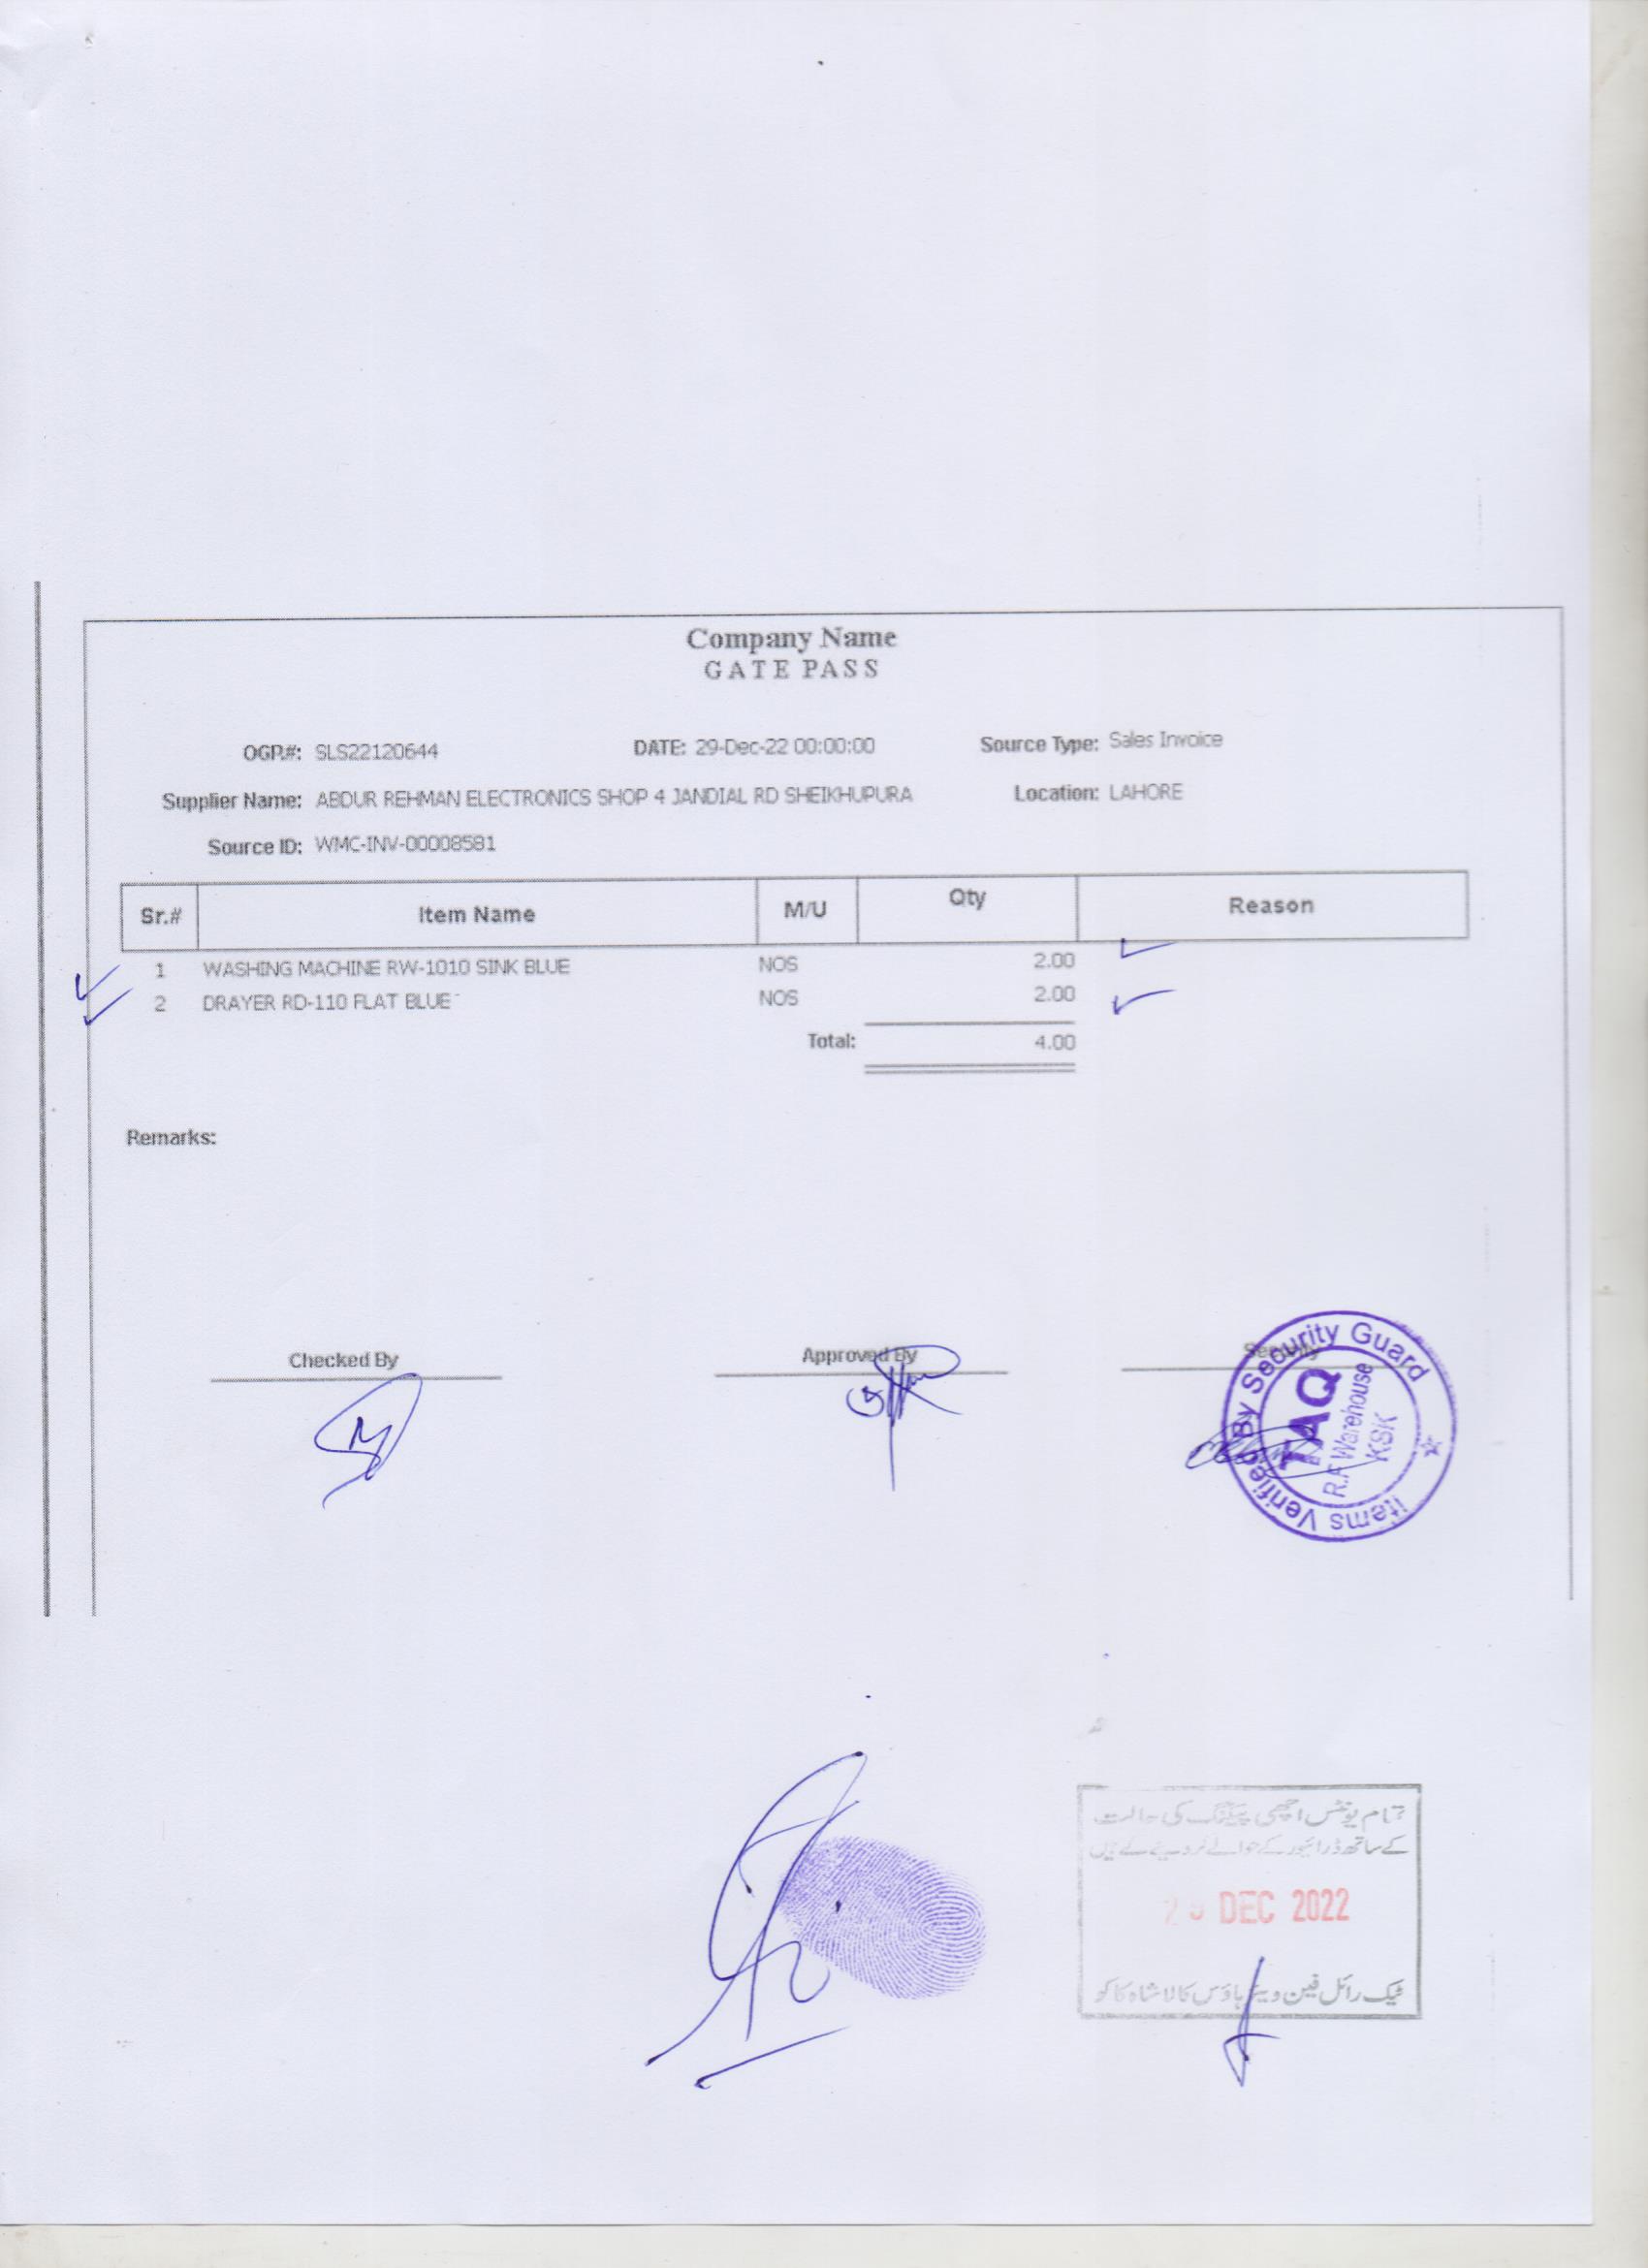 Company Name
GATE PASS
OGP.#: SLS22120644 DATE: 29-Dec-22 00:00:00 Source Type: Sales Invoice
Supplier Name: ABDUR REHMAN ELECTRONICS SHOP 4 JANDIAL RD SHEIKHUPURA Location: LAHORE
Source ID: WMC-INV-00008581
Sr.# Item Name M/U Qty Reason
1 WASHING MACHINE RW-1010 SINK BLUE NOS 2.00
2 DRAYER RD-110 FLAT BLUE NOS 2.00
Total: 4.00
Remarks:
Checked By Approved By Security
Items Verified By Security Guard
TAQ
R.F Warehouse
KSK
تمام یونٹس اچھی پیکنگ کی حالت
کے ساتھ ڈرائیور کے حوالے کر دیئے گئے ہیں
29 DEC 2022
ٹیک رائل فین ویئر ہاؤس کالا شاہ کاکو